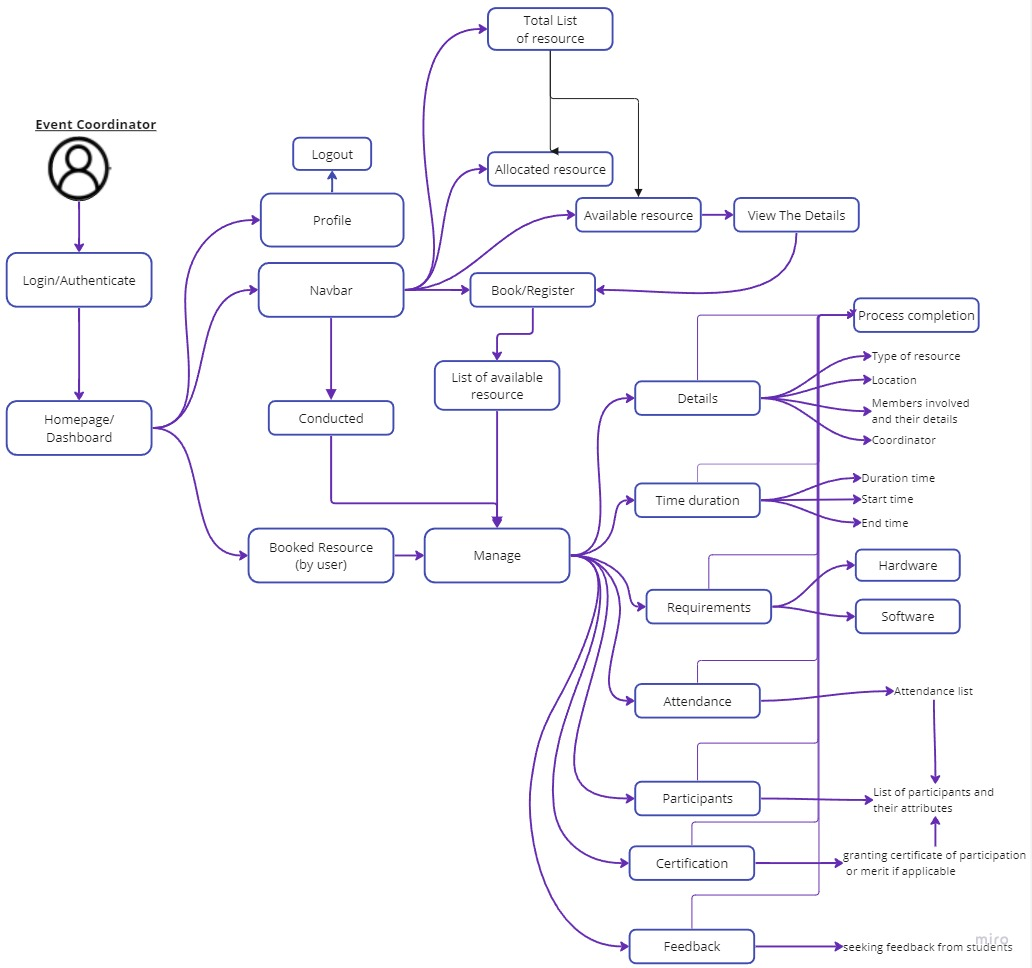 Total List
of resource
Event Coordinator
Logout
Allocated resource
Profile
Available resource
View The Details
Login/Authenticate
Navbar
Book/Register
Process completion
Type of resource
List of available
resource
Location
Details
Members involved
and their details
Homepage/
Dashboard
Conducted
Coordinator
Duration time
Time duration
Start time
End time
Booked Resource
(by user)
Manage
Hardware
Requirements
Software
Attendance
Attendance list
Participants
List of participants and
their attributes
Certification
granting certificate of participation
or merit if applicable
Feedback
seeking feedback from students
miro